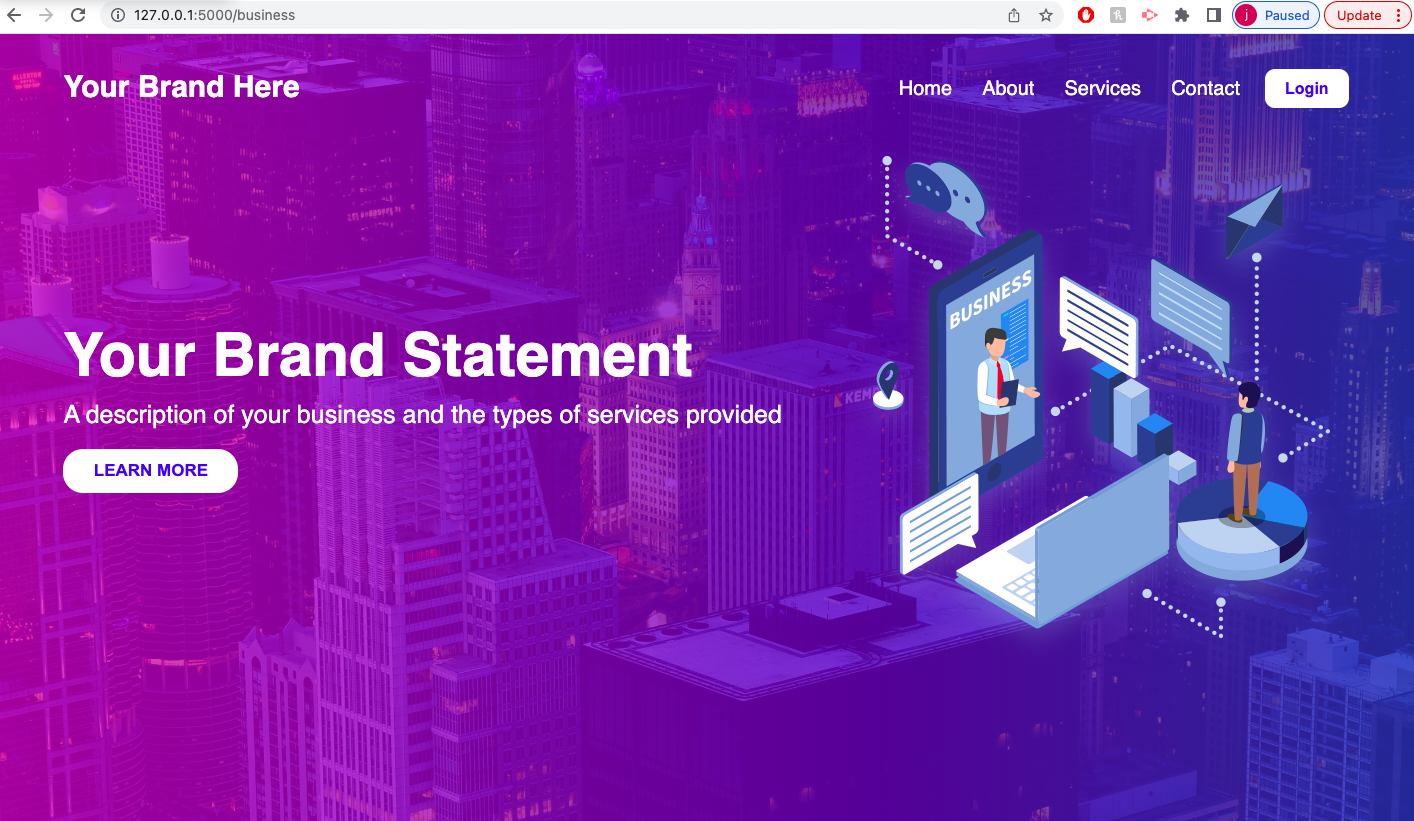 127.0.0.1:5000/business
j
Paused
Update
Your Brand Here
Home
About
Services
Contact
Login
BUSINESS
Your Brand Statement
A description of your business and the types of services provided
LEARN MORE